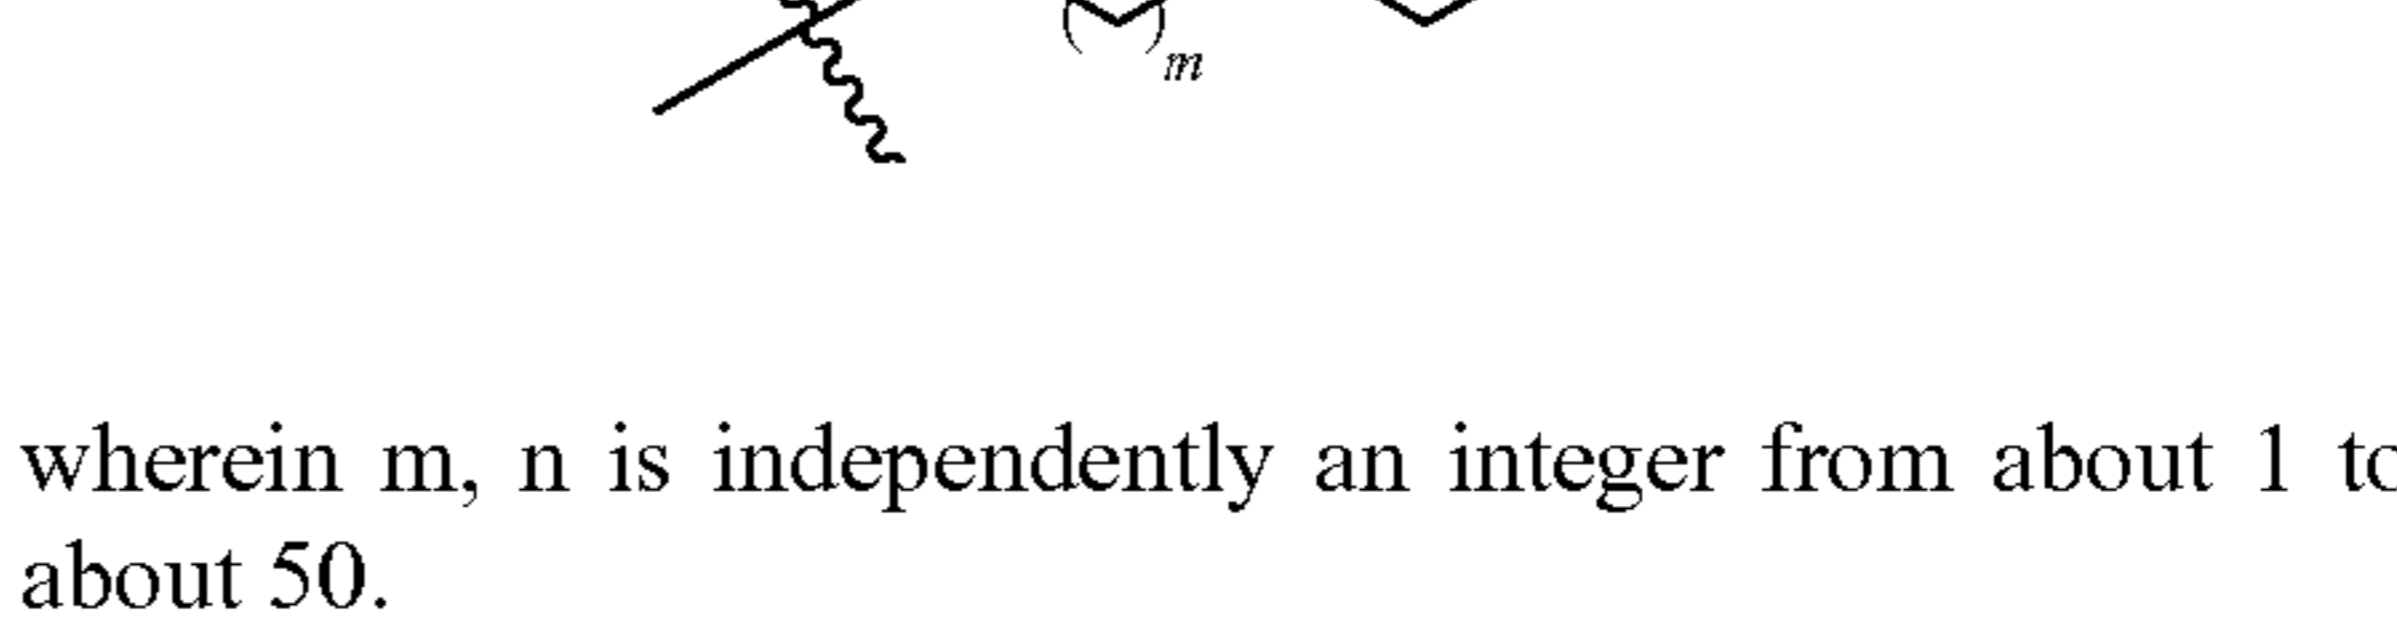 m
wherein m, n is independently an integer from about 1 to
about 50.